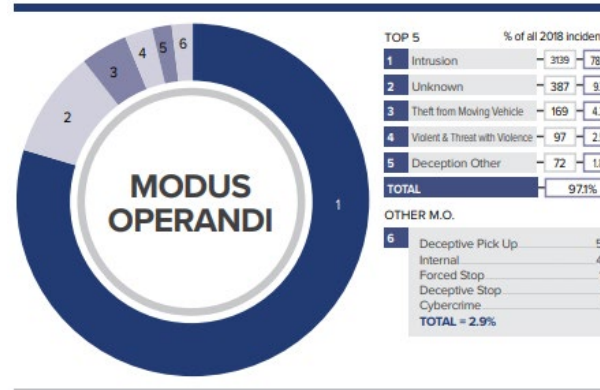 1
2
3
4
5
6
MODUS
OPERANDI
TOP 5 % of all 2018
1 Intrusion 3139
2 Unknown 387
3 Theft from Moving Vehicle 169
4 Violent & Threat with Violence 97
5 Deception Other 72
TOTAL 97.1%
OTHER M.O.
6 Deceptive Pick Up
Internal
Forced Stop
Deceptive Stop
Cybercrime
TOTAL = 2.9%